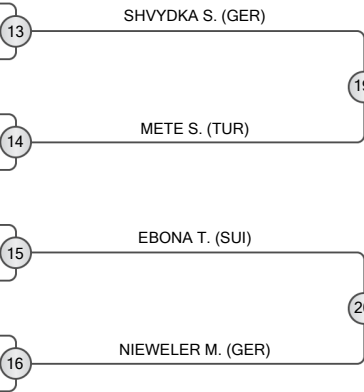 SHVYDKA S. (GER)
13
METE S. (TUR)
14
EBONA T. (SUI)
15
NIEWELER M. (GER)
16